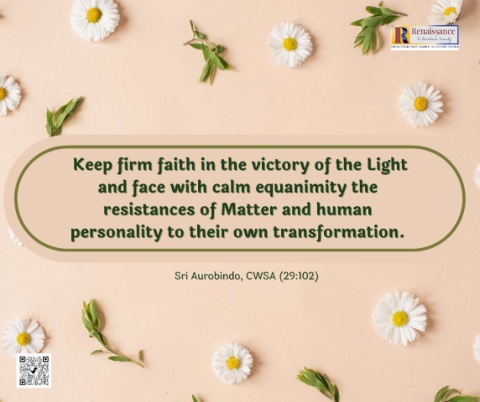 Renaissance
Keep firm faith in the victory of the Light
and face with calm equanimity the
resistances of Matter and human
personality to their own transformation.
Sri Aurobindo, CWSA (29:102)